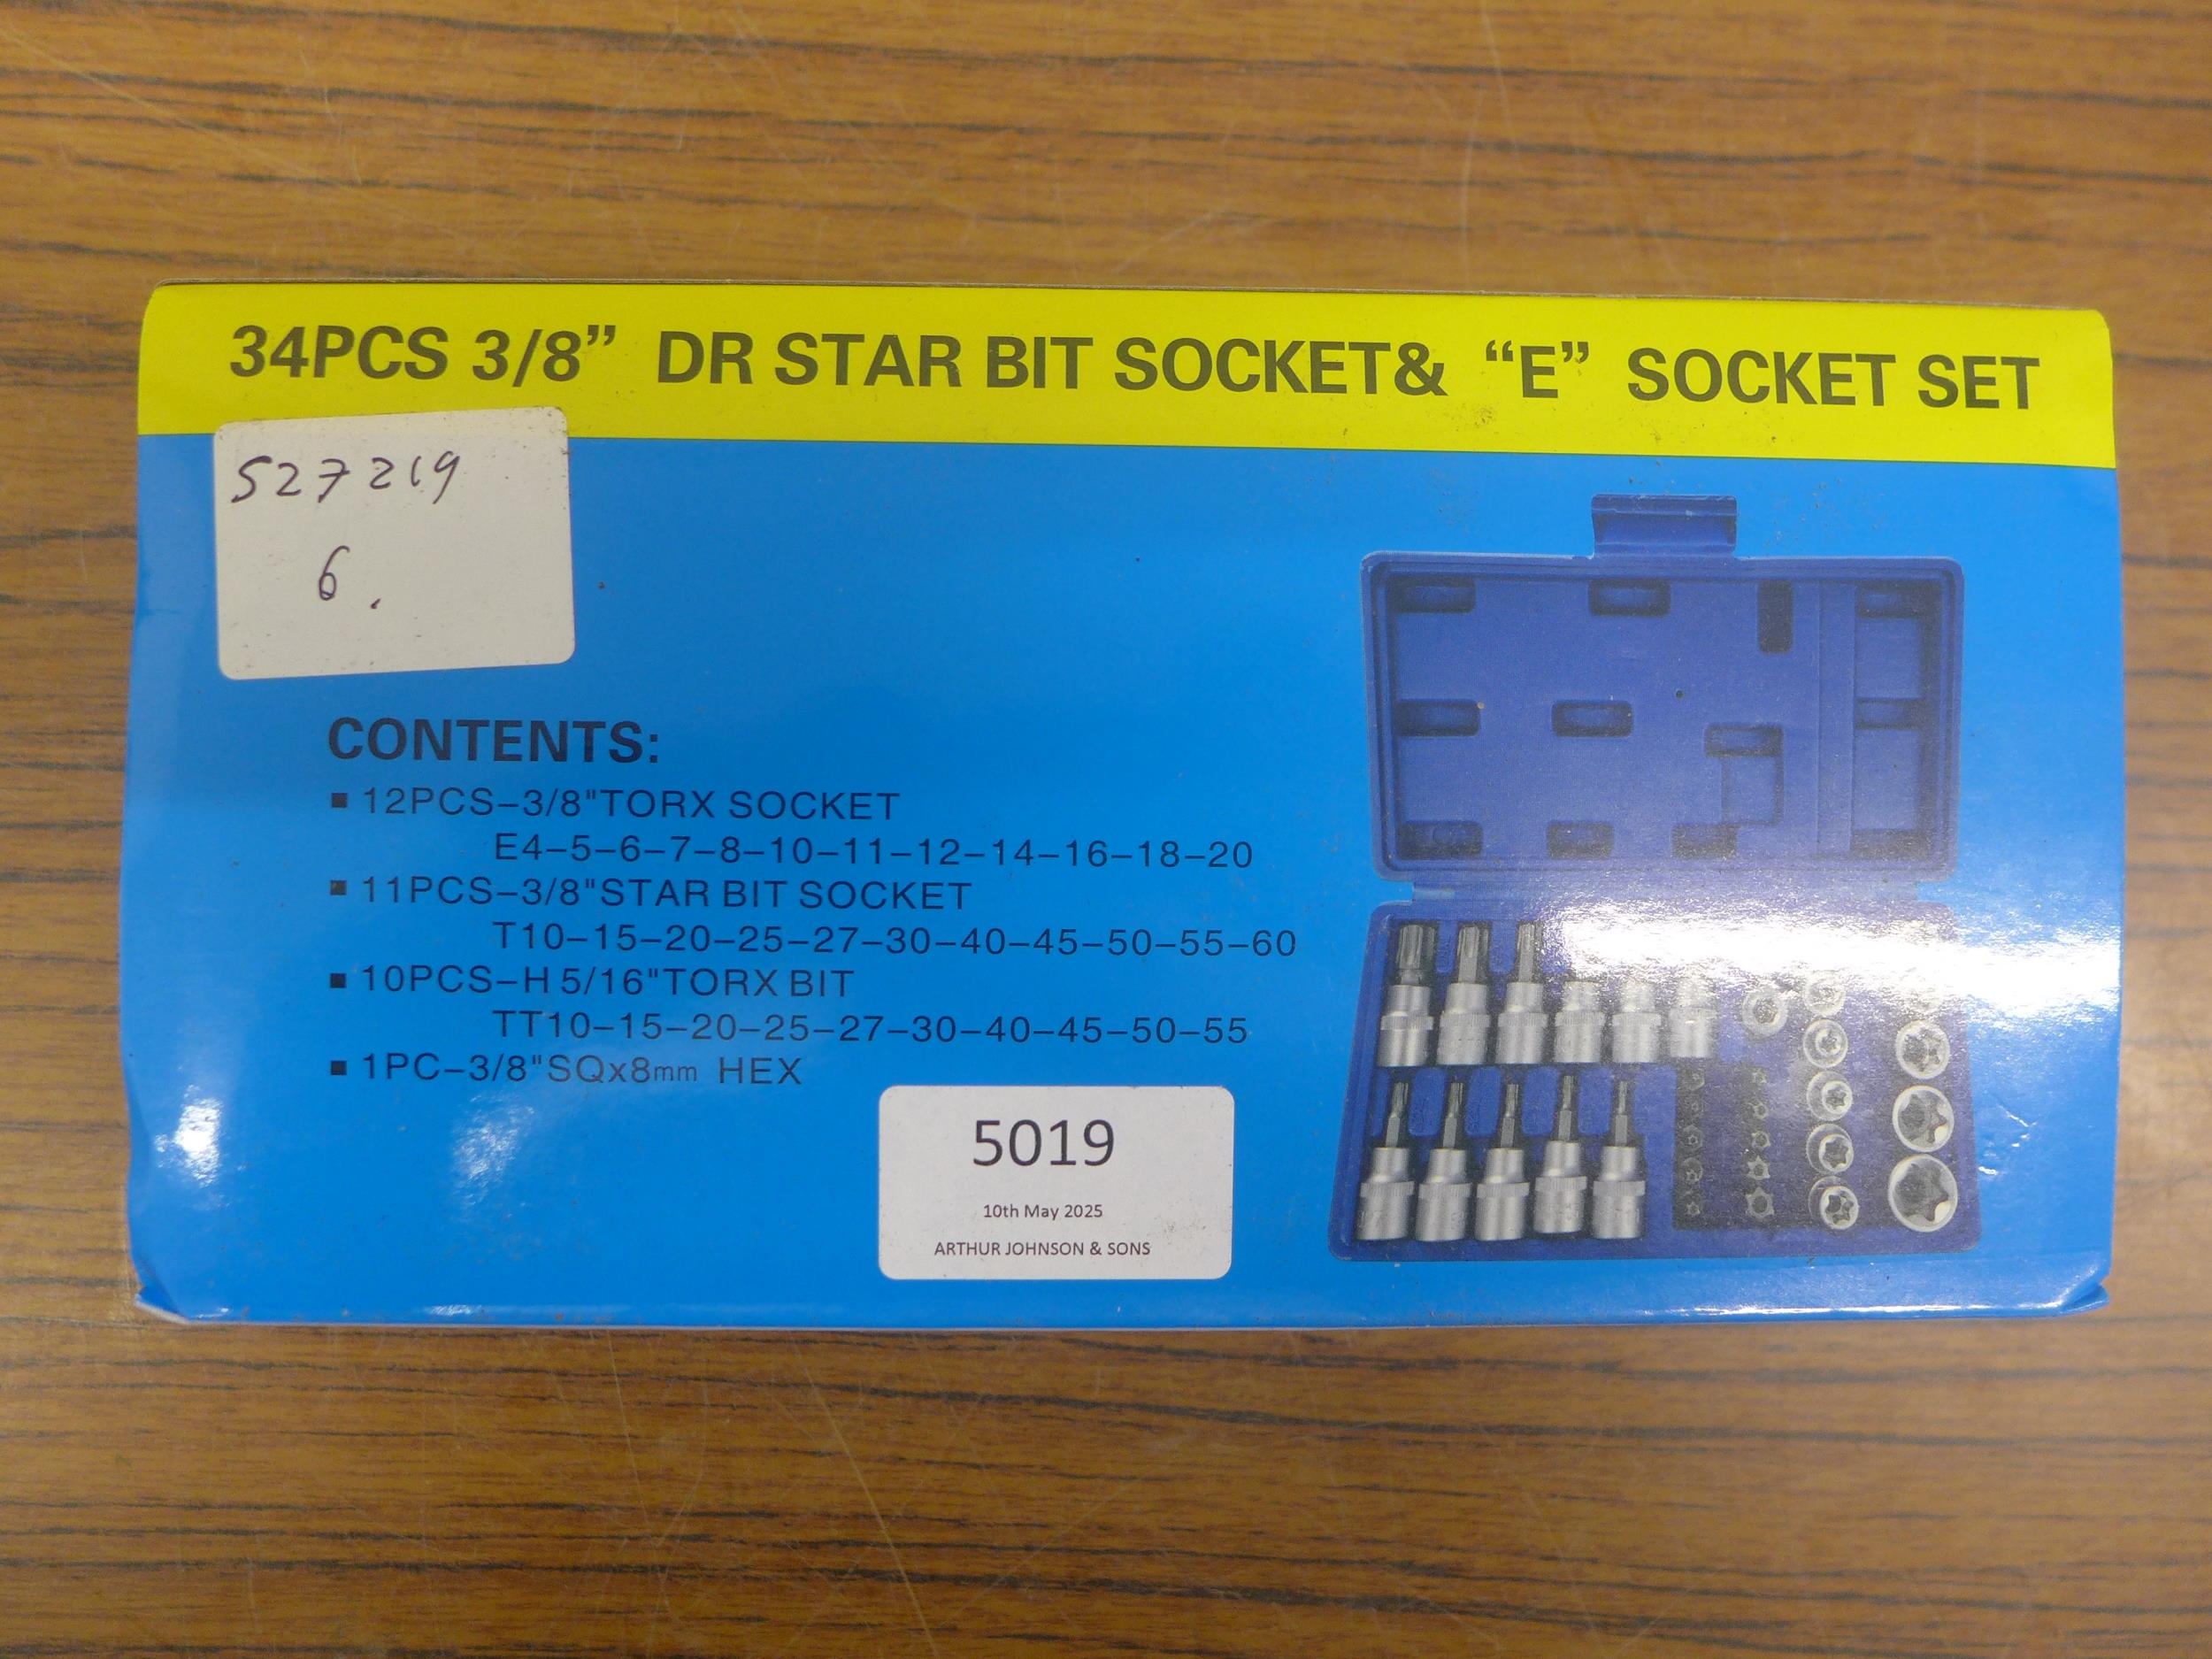 34PCS 3/8” DR STAR BIT SOCKET& “E” SOCKET SET
527219
6.
CONTENTS:
▪ 12PCS–3/8"TORX SOCKET
E4–5–6–7–8–10–11–12–14–16–18–20
▪ 11PCS–3/8"STAR BIT SOCKET
T10–15–20–25–27–30–40–45–50–55–60
▪ 10PCS–H 5/16"TORX BIT
TT10–15–20–25–27–30–40–45–50–55
▪ 1PC–3/8"SQx8mm HEX
5019
10th May 2025
ARTHUR JOHNSON & SONS